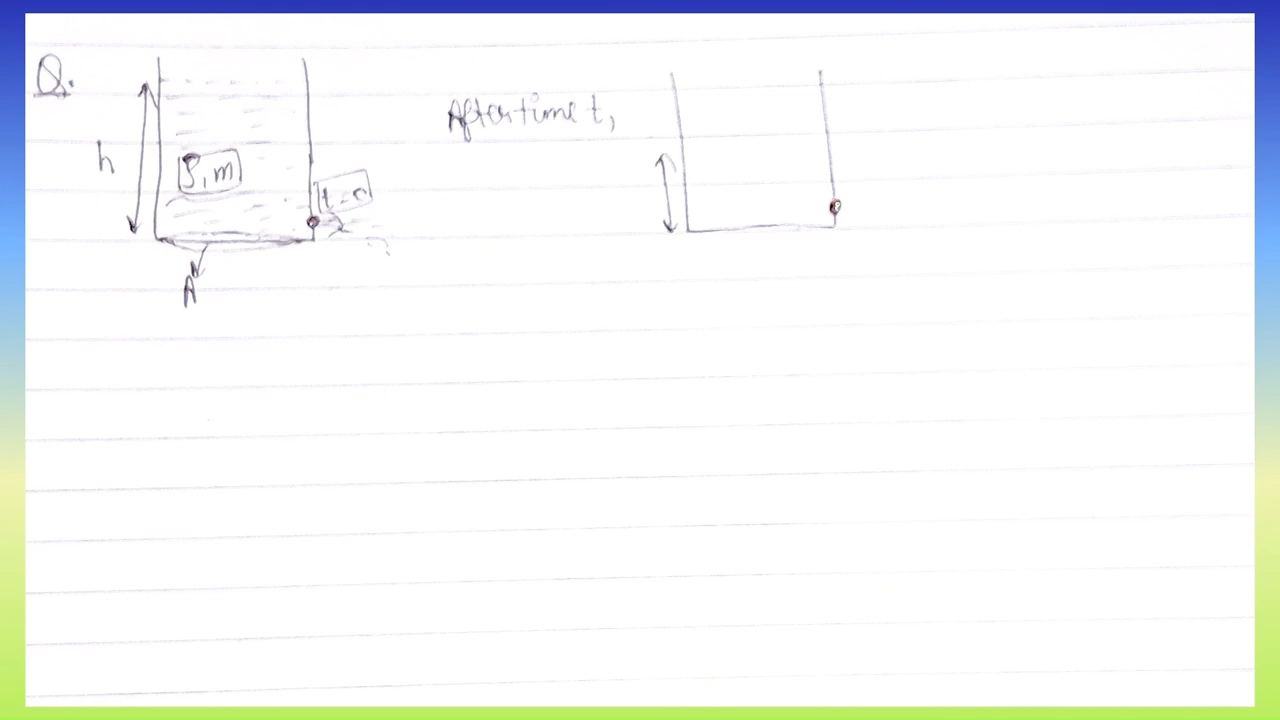 Q.
h
ρ, m
t=0
A
After time t,